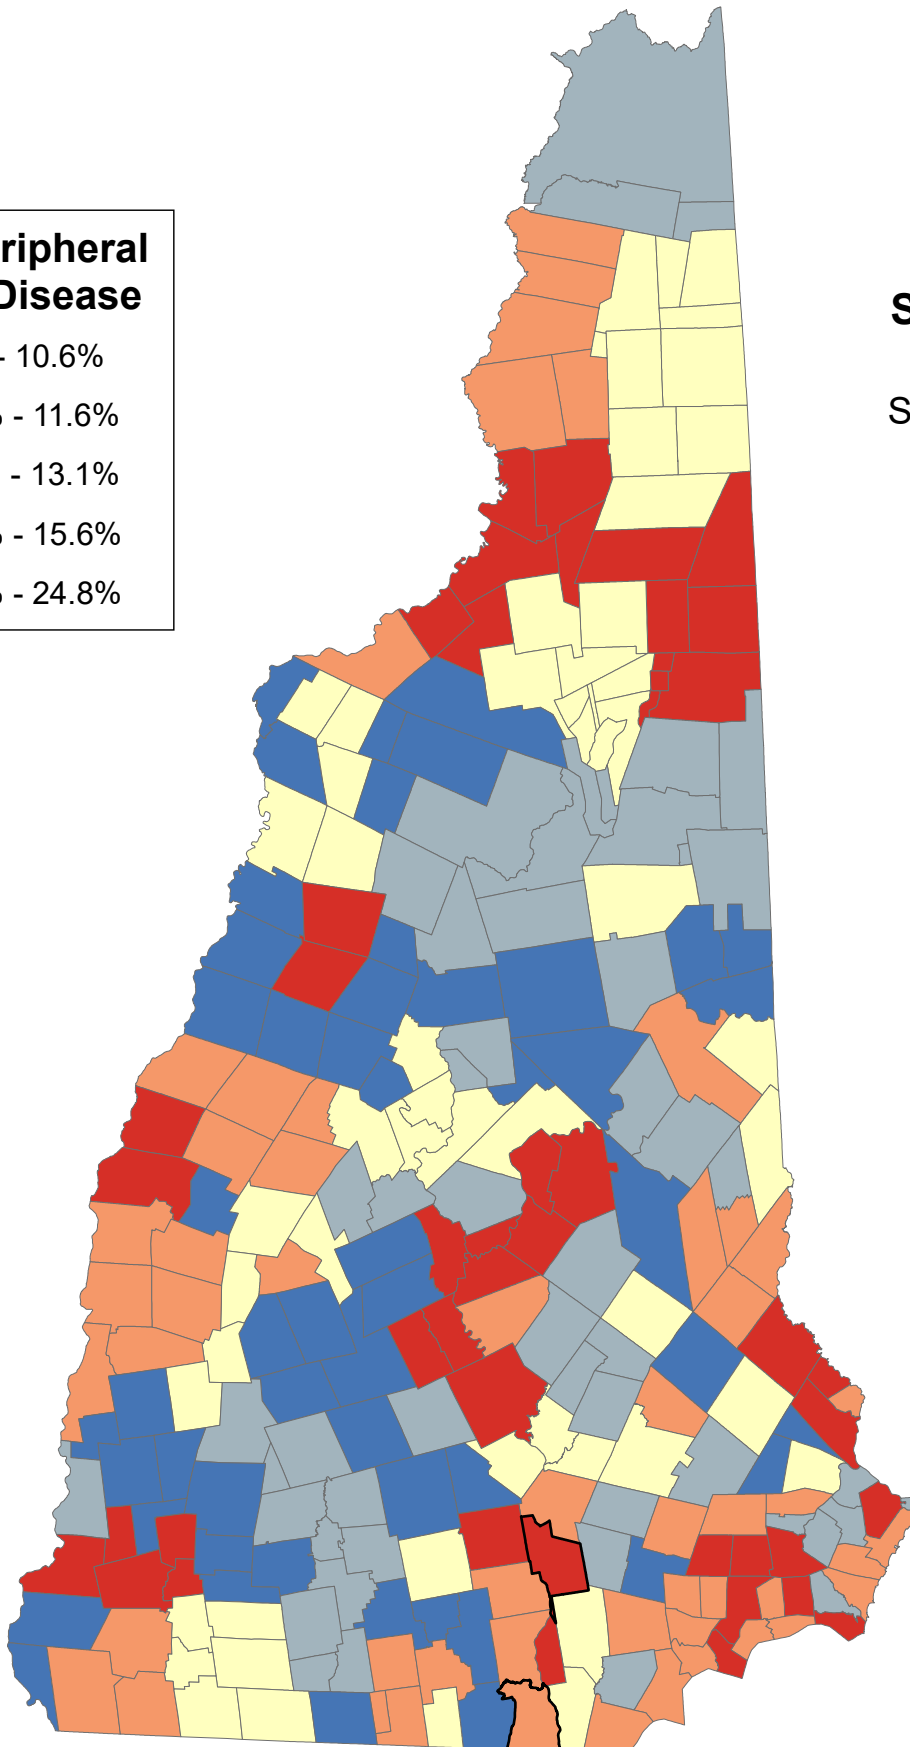 ripheral
Disease
- 10.6%
- 11.6%
- 13.1%
- 15.6%
- 24.8%
S
S